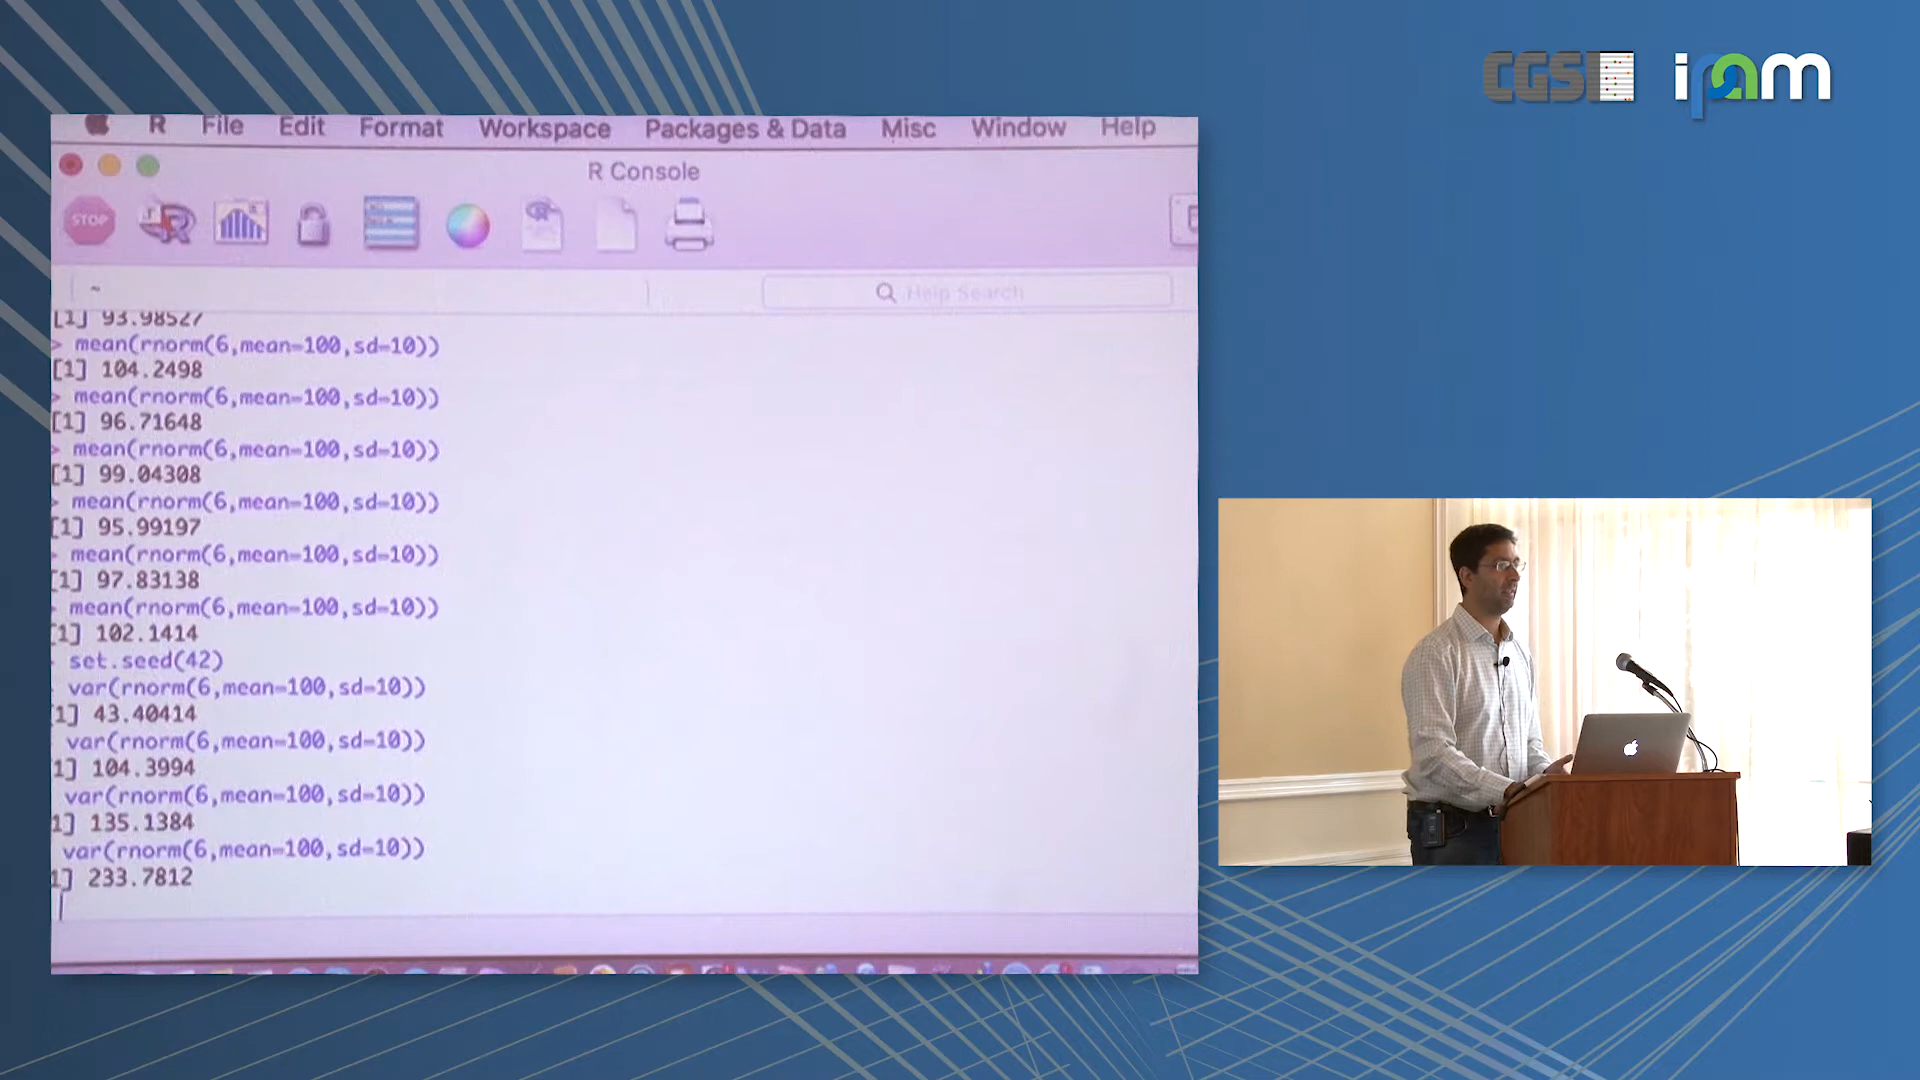 CGSI ipam
R File Edit Format Workspace Packages & Data Misc Window Help
R Console
STOP
~
Help Search
[1] 93.98527
> mean(rnorm(6,mean=100,sd=10))
[1] 104.2498
> mean(rnorm(6,mean=100,sd=10))
[1] 96.71648
> mean(rnorm(6,mean=100,sd=10))
[1] 99.04308
> mean(rnorm(6,mean=100,sd=10))
[1] 95.99197
> mean(rnorm(6,mean=100,sd=10))
[1] 97.83138
> mean(rnorm(6,mean=100,sd=10))
[1] 102.1414
> set.seed(42)
var(rnorm(6,mean=100,sd=10))
1] 43.40414
var(rnorm(6,mean=100,sd=10))
1] 104.3994
var(rnorm(6,mean=100,sd=10))
1] 135.1384
var(rnorm(6,mean=100,sd=10))
1] 233.7812